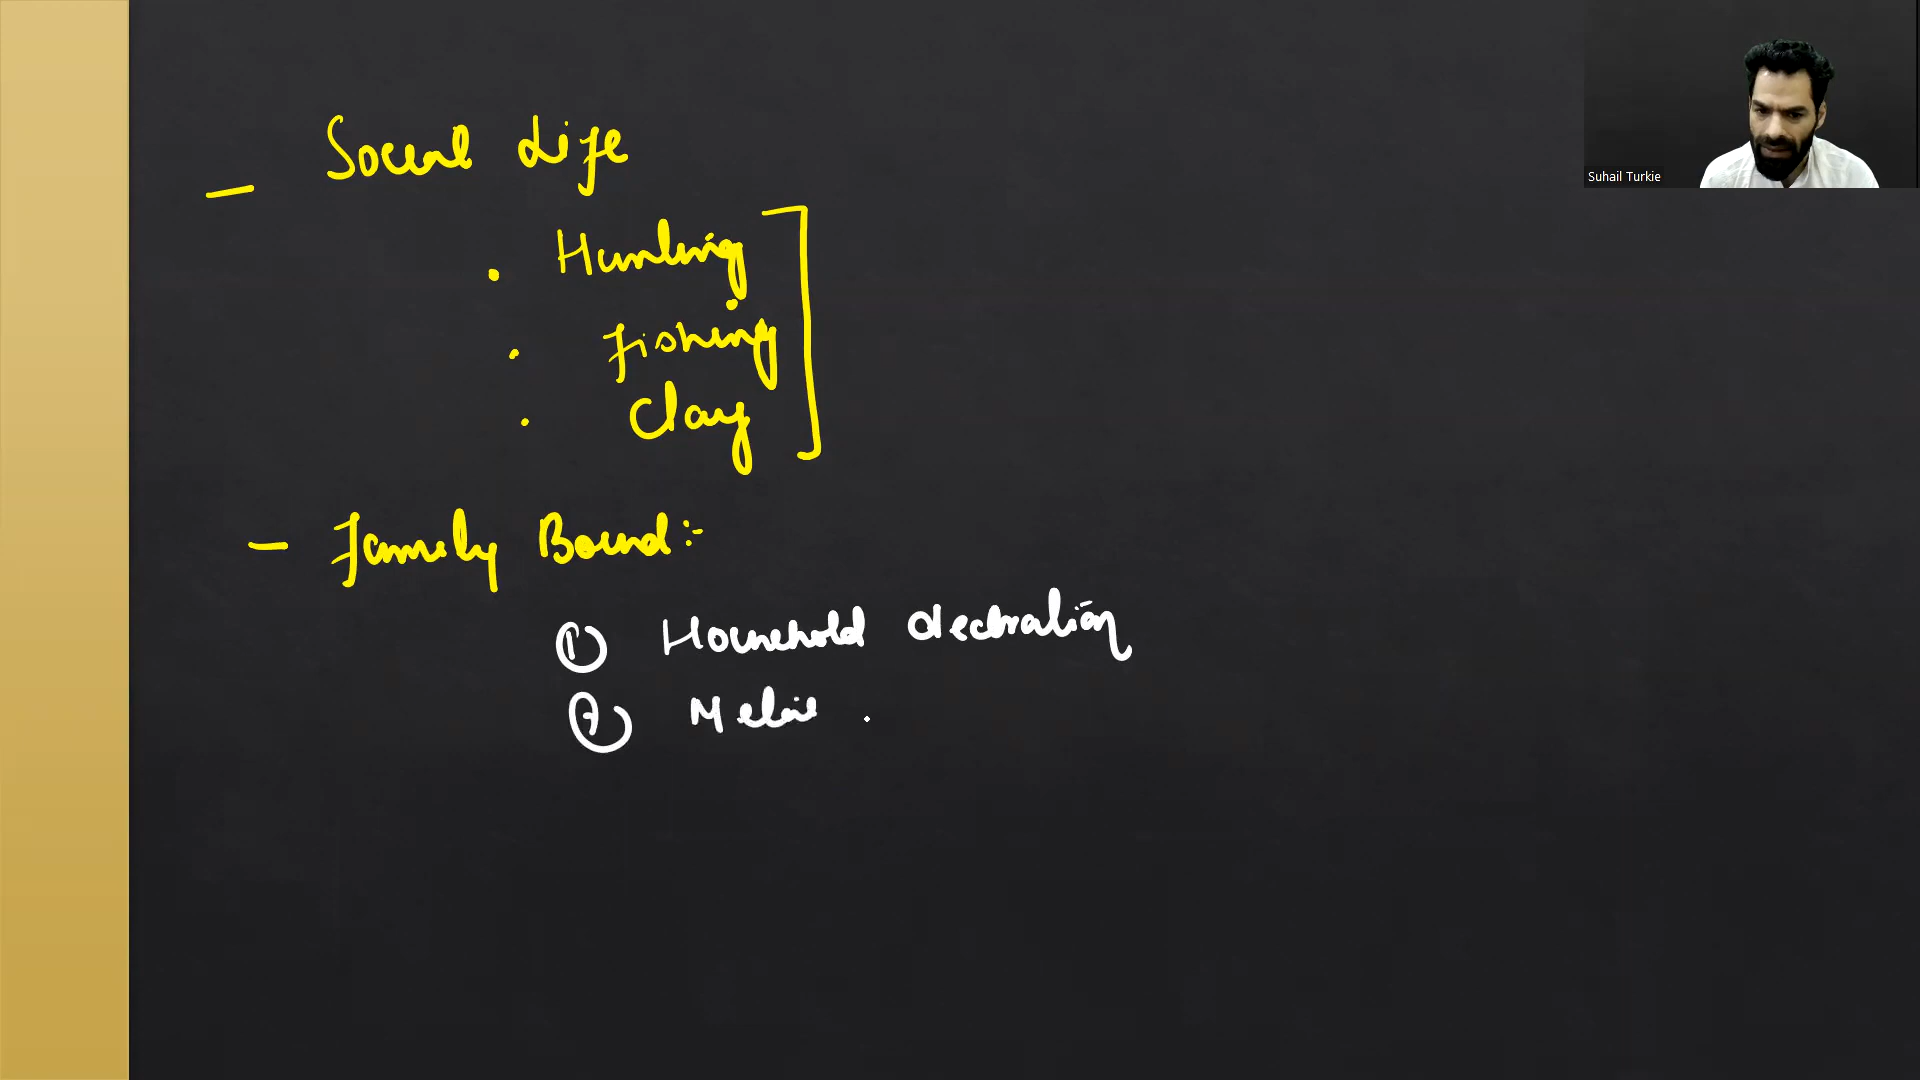 Suhail Turkie
— Social Life
. Hunting
. Fishing
. Clay
- Family Bound:-
① Household decoration
②